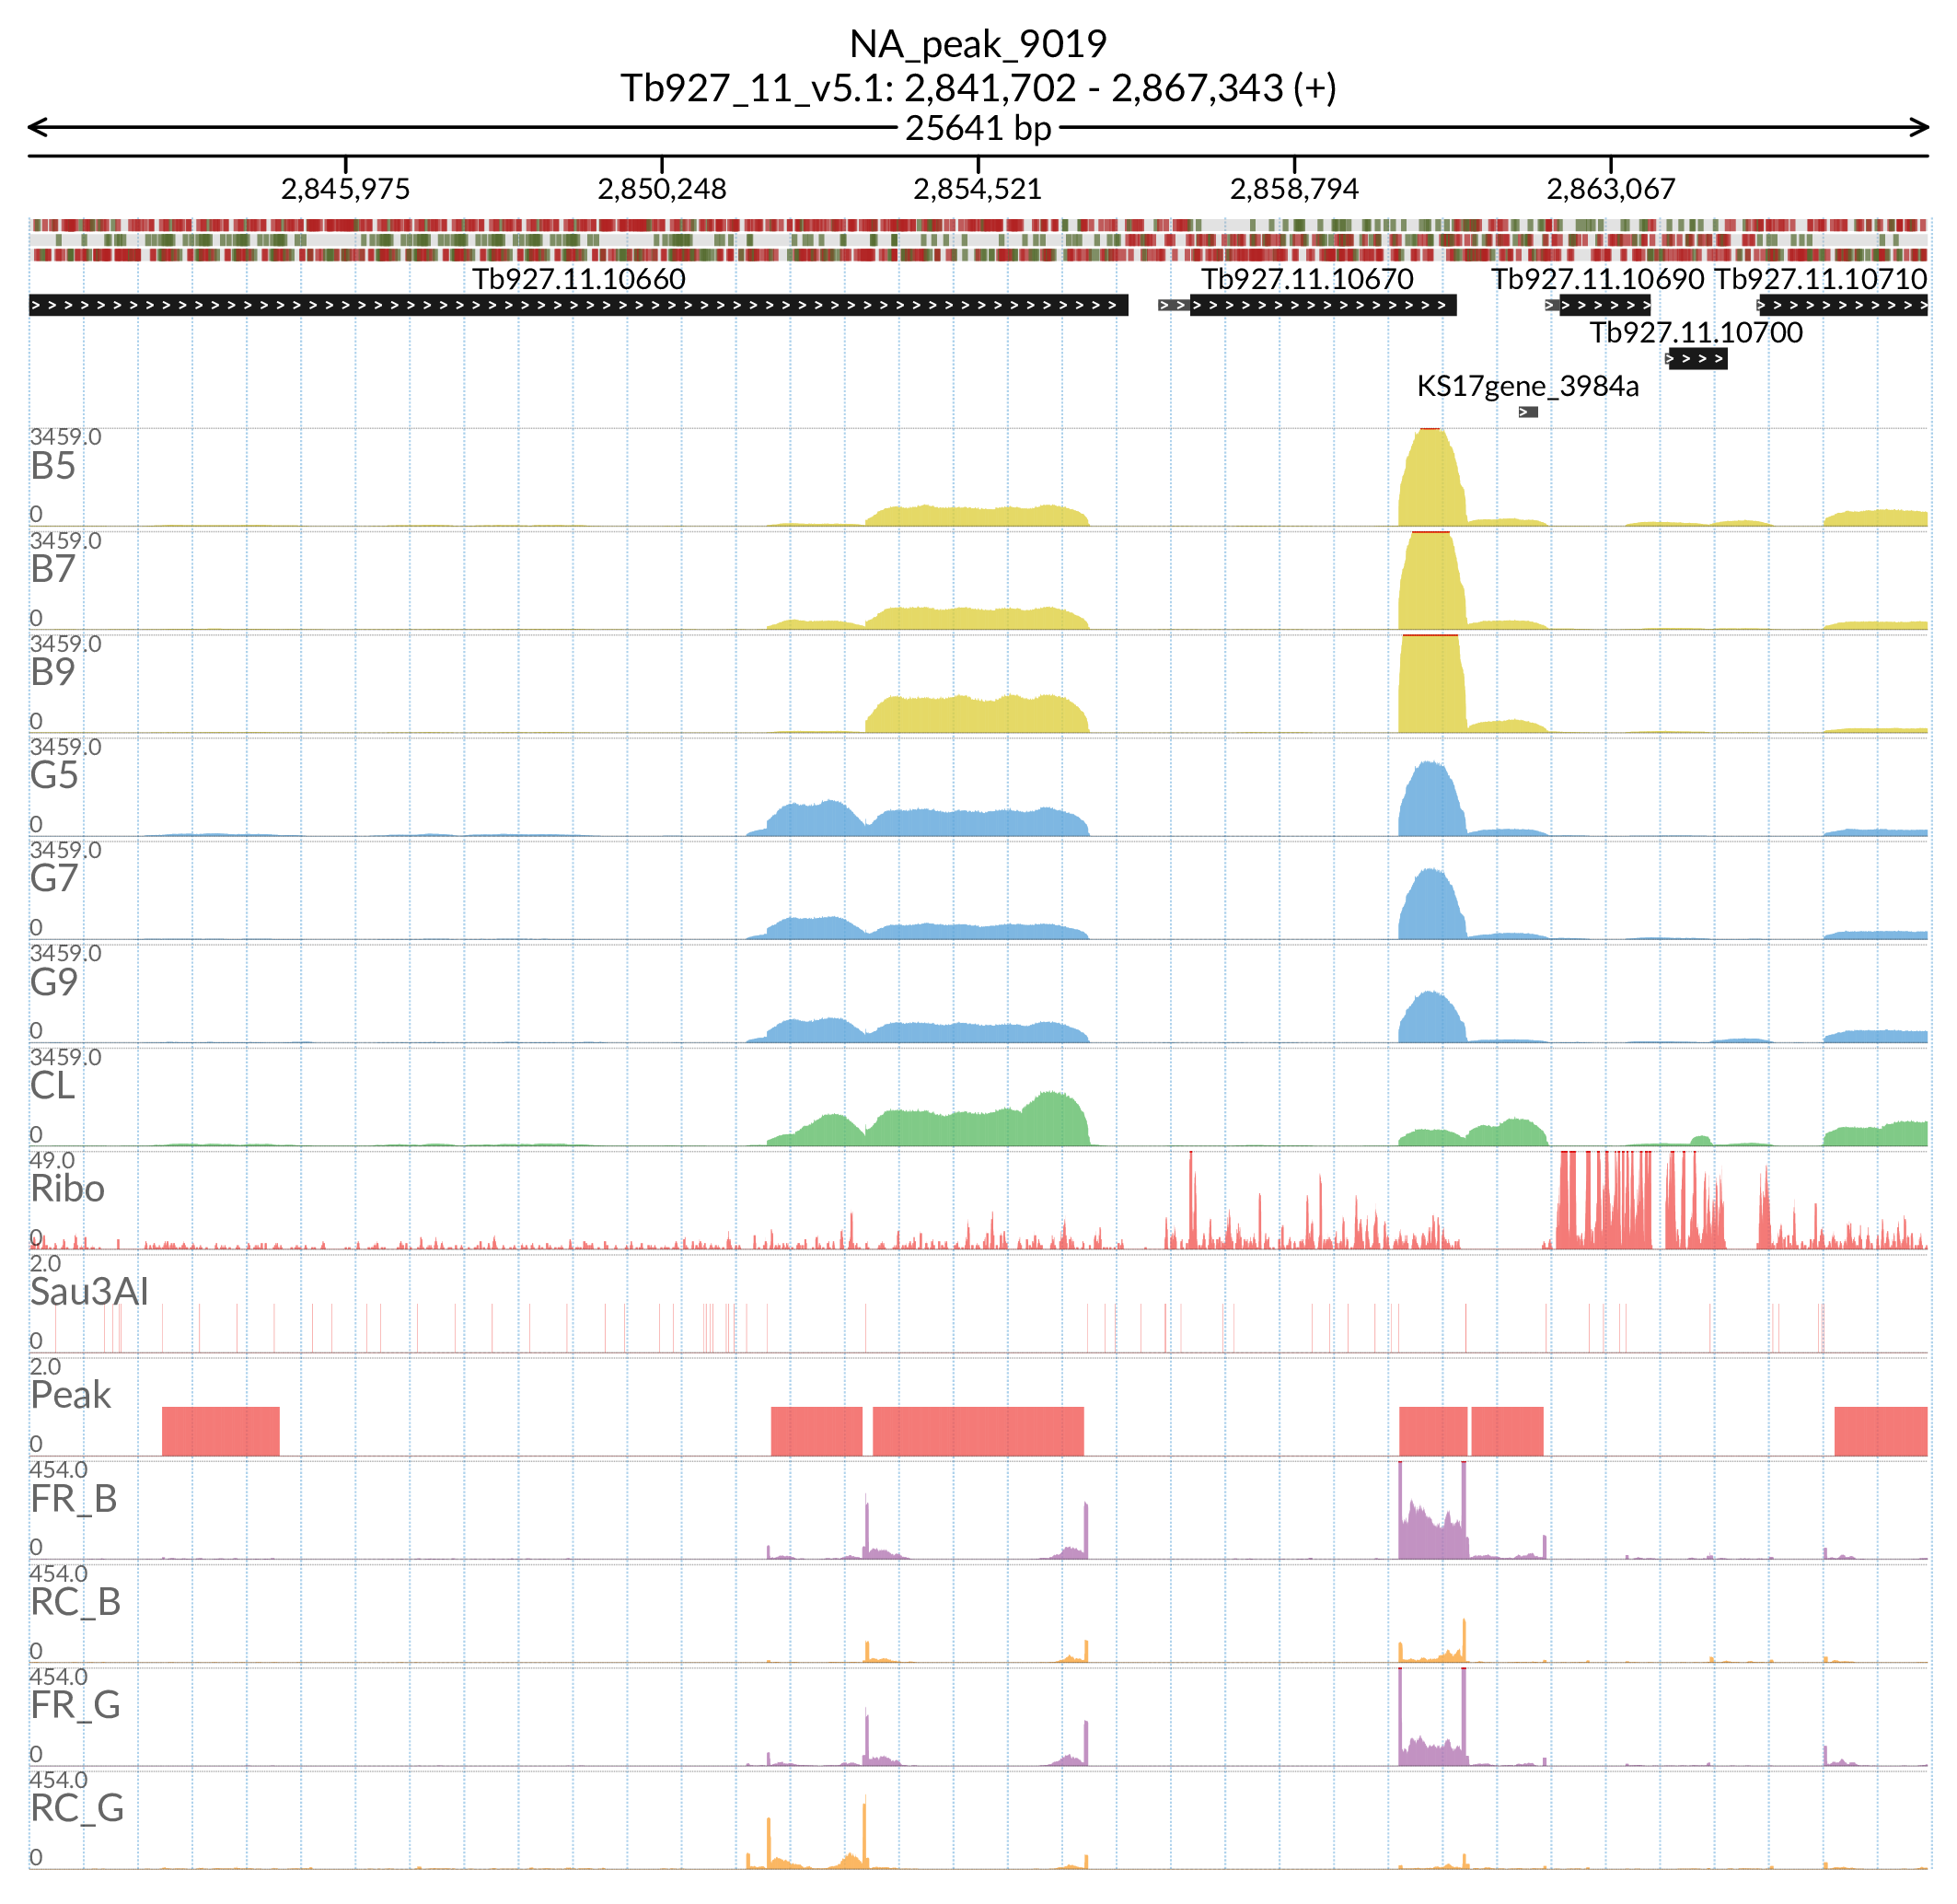 NA_peak_9019
Tb927_11_v5.1: 2,841,702 - 2,867,343 (+)
25641 bp
2,845,975 2,850,248 2,854,521 2,858,794 2,863,067
Tb927.11.10660 Tb927.11.10670 Tb927.11.10690 Tb927.11.10710
Tb927.11.10700
KS17gene_3984a
3459.0
B5
0
3459.0
B7
0
3459.0
B9
0
3459.0
G5
0
3459.0
G7
0
3459.0
G9
0
3459.0
CL
0
49.0
Ribo
0
2.0
Sau3AI
0
2.0
Peak
0
454.0
FR_B
0
454.0
RC_B
0
454.0
FR_G
0
454.0
RC_G
0